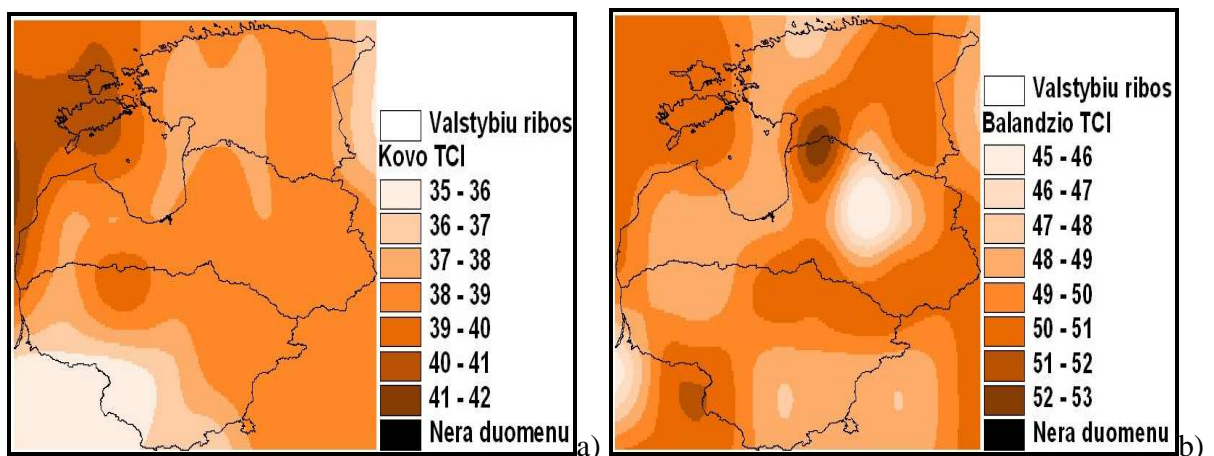 Valstybiu ribos
Kovo TCI
35 - 36
36 - 37
37 - 38
38 - 39
39 - 40
40 - 41
41 - 42
Nera duomenu
a)
Valstybiu ribos
Balandzio TCI
45 - 46
46 - 47
47 - 48
48 - 49
49 - 50
50 - 51
51 - 52
52 - 53
Nera duomenu
b)